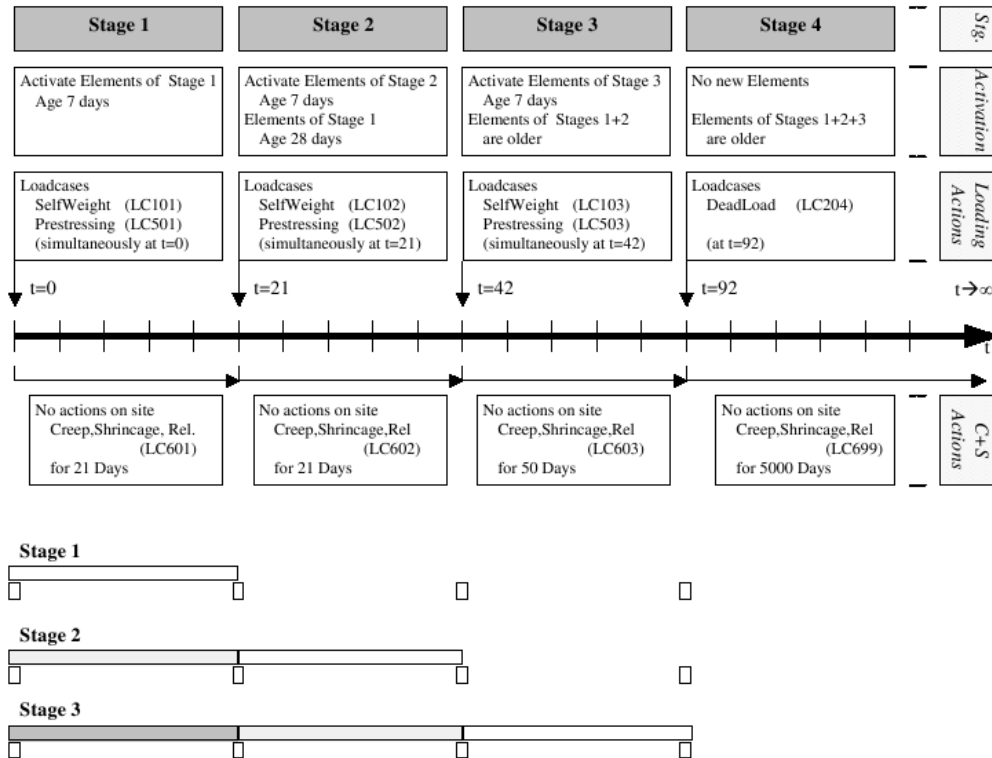 Stage 1
Stage 2
Stage 3
Stage 4
Stg.
Activate Elements of Stage 1
Age 7 days
Activate Elements of Stage 2
Age 7 days
Elements of Stage 1
Age 28 days
Activate Elements of Stage 3
Age 7 days
Elements of Stages 1+2
are older
No new Elements
Elements of Stages 1+2+3
are older
Activation
Loadcases
SelfWeight (LC101)
Prestressing (LC501)
(simultaneously at t=0)
Loadcases
SelfWeight (LC102)
Prestressing (LC502)
(simultaneously at t=21)
Loadcases
SelfWeight (LC103)
Prestressing (LC503)
(simultaneously at t=42)
Loadcases
DeadLoad (LC204)
(at t=92)
Loading
Actions
t=0
t=21
t=42
t=92
t→∞
t
No actions on site
Creep,Shrincage, Rel.
(LC601)
for 21 Days
No actions on site
Creep,Shrincage,Rel
(LC602)
for 21 Days
No actions on site
Creep,Shrincage,Rel
(LC603)
for 50 Days
No actions on site
Creep,Shrincage,Rel
(LC699)
for 5000 Days
C+S
Actions
Stage 1
Stage 2
Stage 3